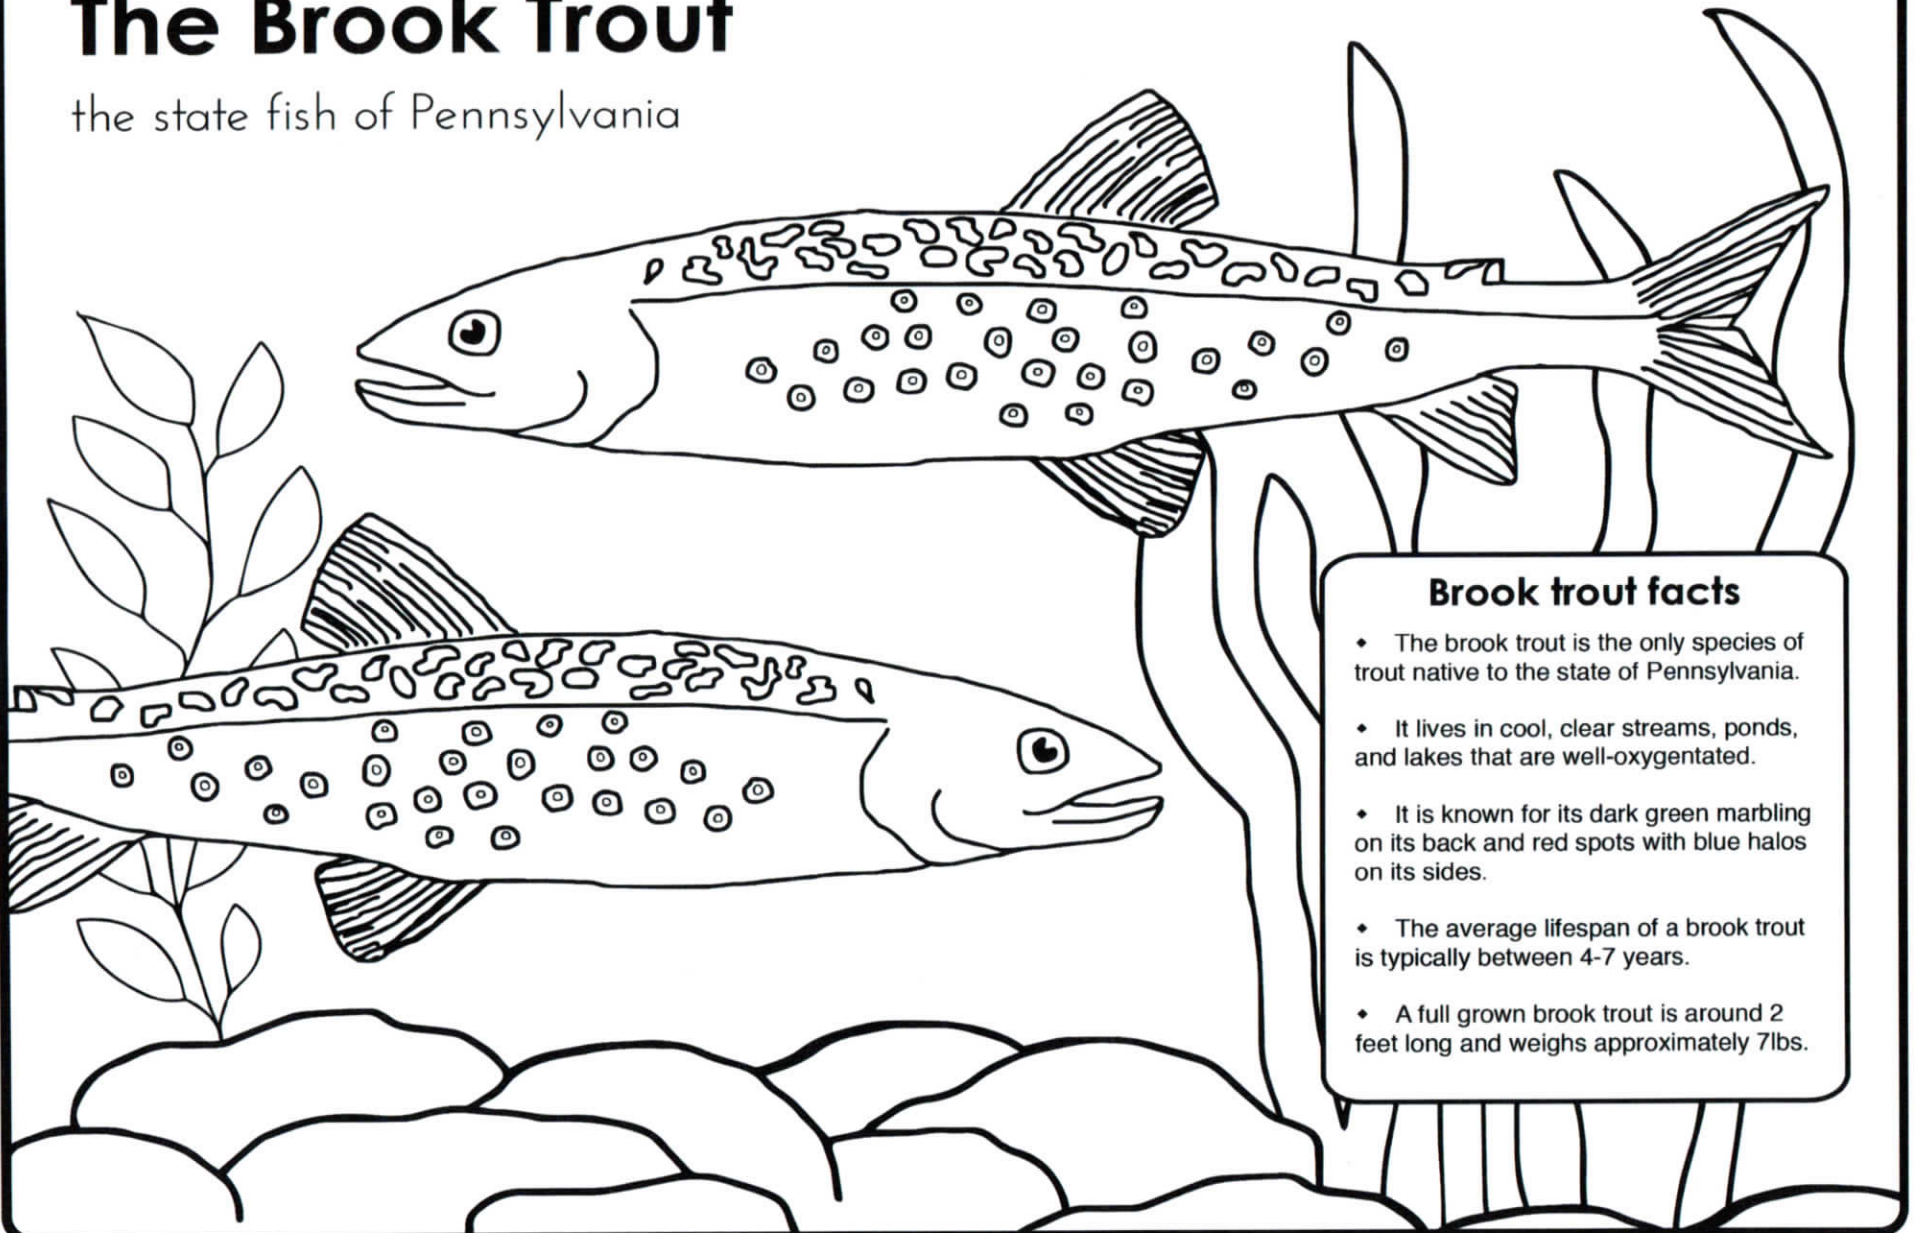 The Brook Trout
the state fish of Pennsylvania
Brook trout facts
• The brook trout is the only species of
trout native to the state of Pennsylvania.
• It lives in cool, clear streams, ponds,
and lakes that are well-oxygentated.
• It is known for its dark green marbling
on its back and red spots with blue halos
on its sides.
• The average lifespan of a brook trout
is typically between 4-7 years.
• A full grown brook trout is around 2
feet long and weighs approximately 7lbs.